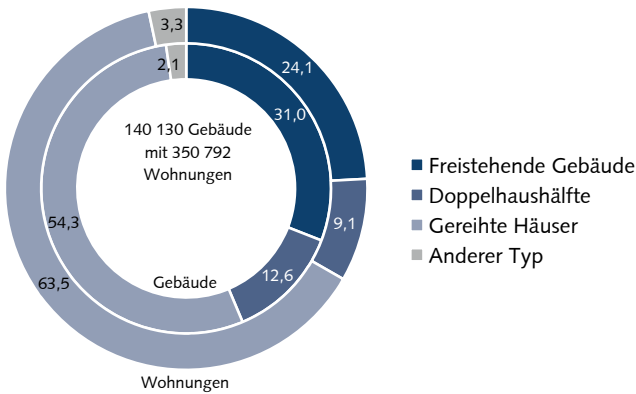 3,3
24,1
2,1
31,0
140 130 Gebäude
mit 350 792
Wohnungen
Freistehende Gebäude
Doppelhaushälfte
Gereihte Häuser
Anderer Typ
54,3
9,1
12,6
63,5
Gebäude
Wohnungen